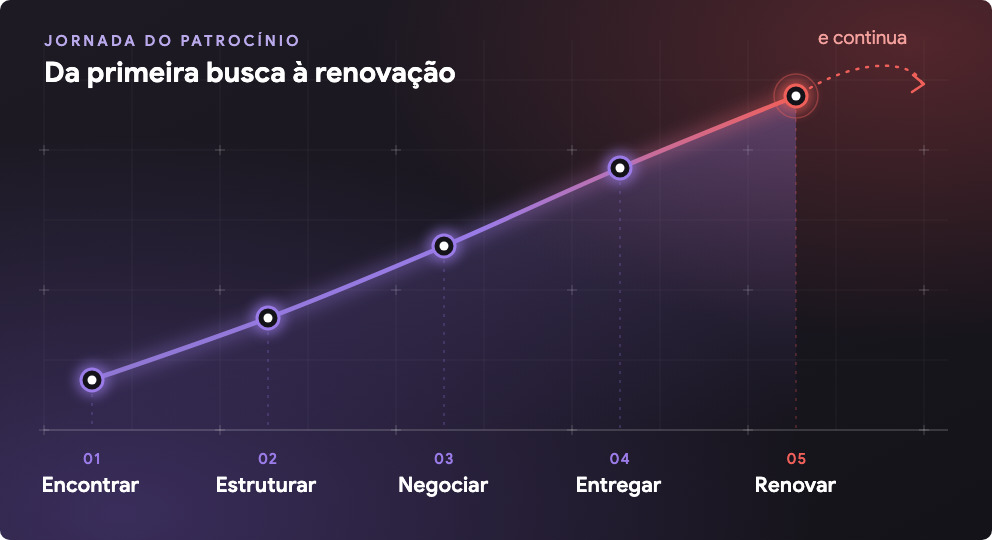 JORNADA DO PATROCÍNIO
Da primeira busca à renovação
e continua
01
Encontrar
02
Estruturar
03
Negociar
04
Entregar
05
Renovar